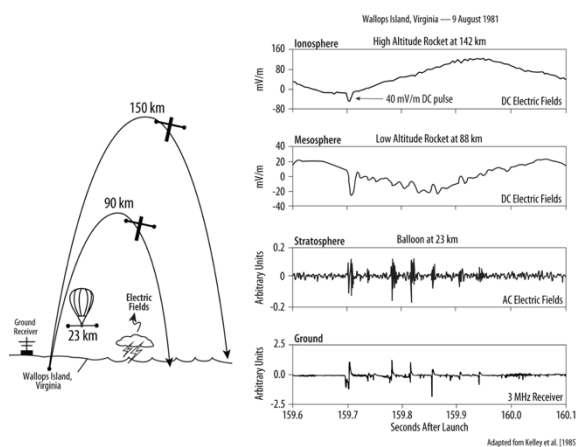 Wallops Island, Virginia — 9 August 1981
150 km
90 km
23 km
Ground
Receiver
Electric
Fields
Wallops Island,
Virginia
Ionosphere
High Altitude Rocket at 142 km
160
120
80
40
0
-40
-80
mV/m
40 mV/m DC pulse
DC Electric Fields
Mesosphere
Low Altitude Rocket at 88 km
40
20
0
-20
-40
mV/m
DC Electric Fields
Stratosphere
Balloon at 23 km
0.2
0.0
0.2
Arbitrary Units
AC Electric Fields
Ground
2.5
0.0
-2.5
Arbitrary Units
3 MHz Receiver
159.6
159.7
159.8
159.9
160.0
160.1
Seconds After Launch
Adapted fom Kelley et al. [1985